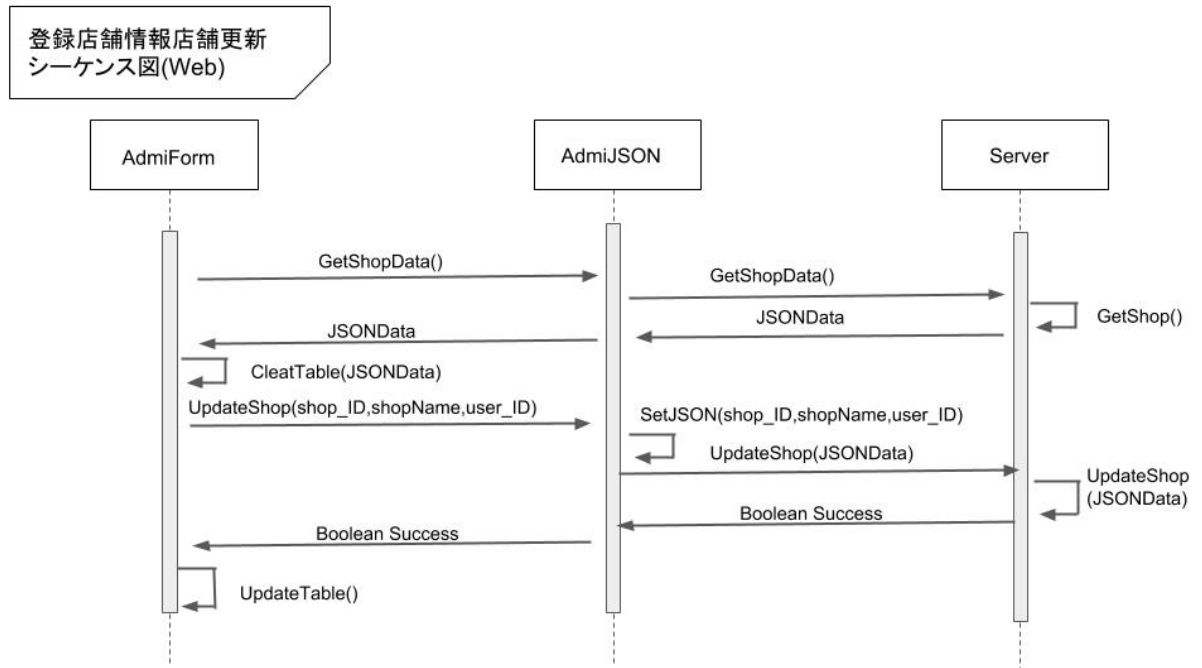 登録店舗情報店舗更新
シーケンス図(Web)
AdmiForm
AdmiJSON
Server
GetShopData()
GetShopData()
GetShop()
JSONData
JSONData
CleatTable(JSONData)
UpdateShop(shop_ID,shopName,user_ID)
SetJSON(shop_ID,shopName,user_ID)
UpdateShop(JSONData)
UpdateShop
(JSONData)
Boolean Success
Boolean Success
UpdateTable()